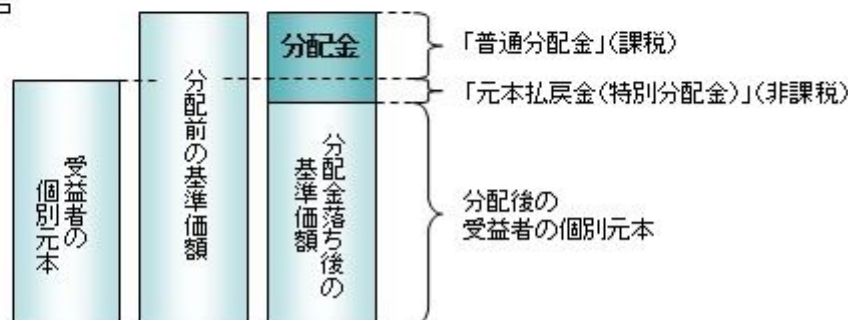 受益者の
個別元本
分配前の基準価額
分配金
分配金落ち後の
基準価額
「普通分配金」(課税)
「元本払戻金(特別分配金)」(非課税)
分配後の
受益者の個別元本